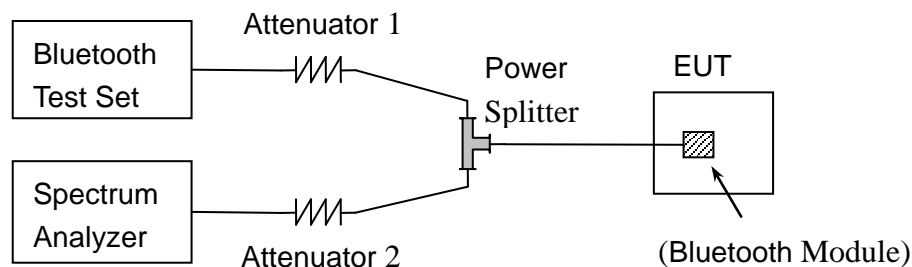 Attenuator 1
Bluetooth
Test Set
Power
Splitter
EUT
Spectrum
Analyzer
Attenuator 2
(Bluetooth Module)